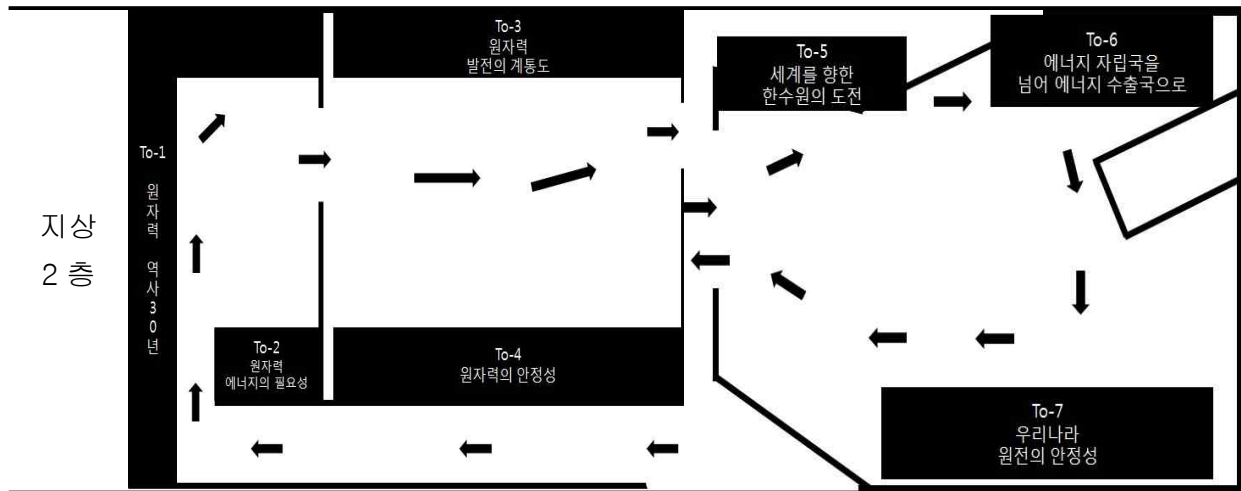 지상
2 층
To-1
원자력 역사30년
To-2
원자력
에너지의 필요성
To-3
원자력
발전의 계통도
To-4
원자력의 안정성
To-5
세계를 향한
한수원의 도전
To-6
에너지 자립국을
넘어 에너지 수출국으로
To-7
우리나라
원전의 안정성